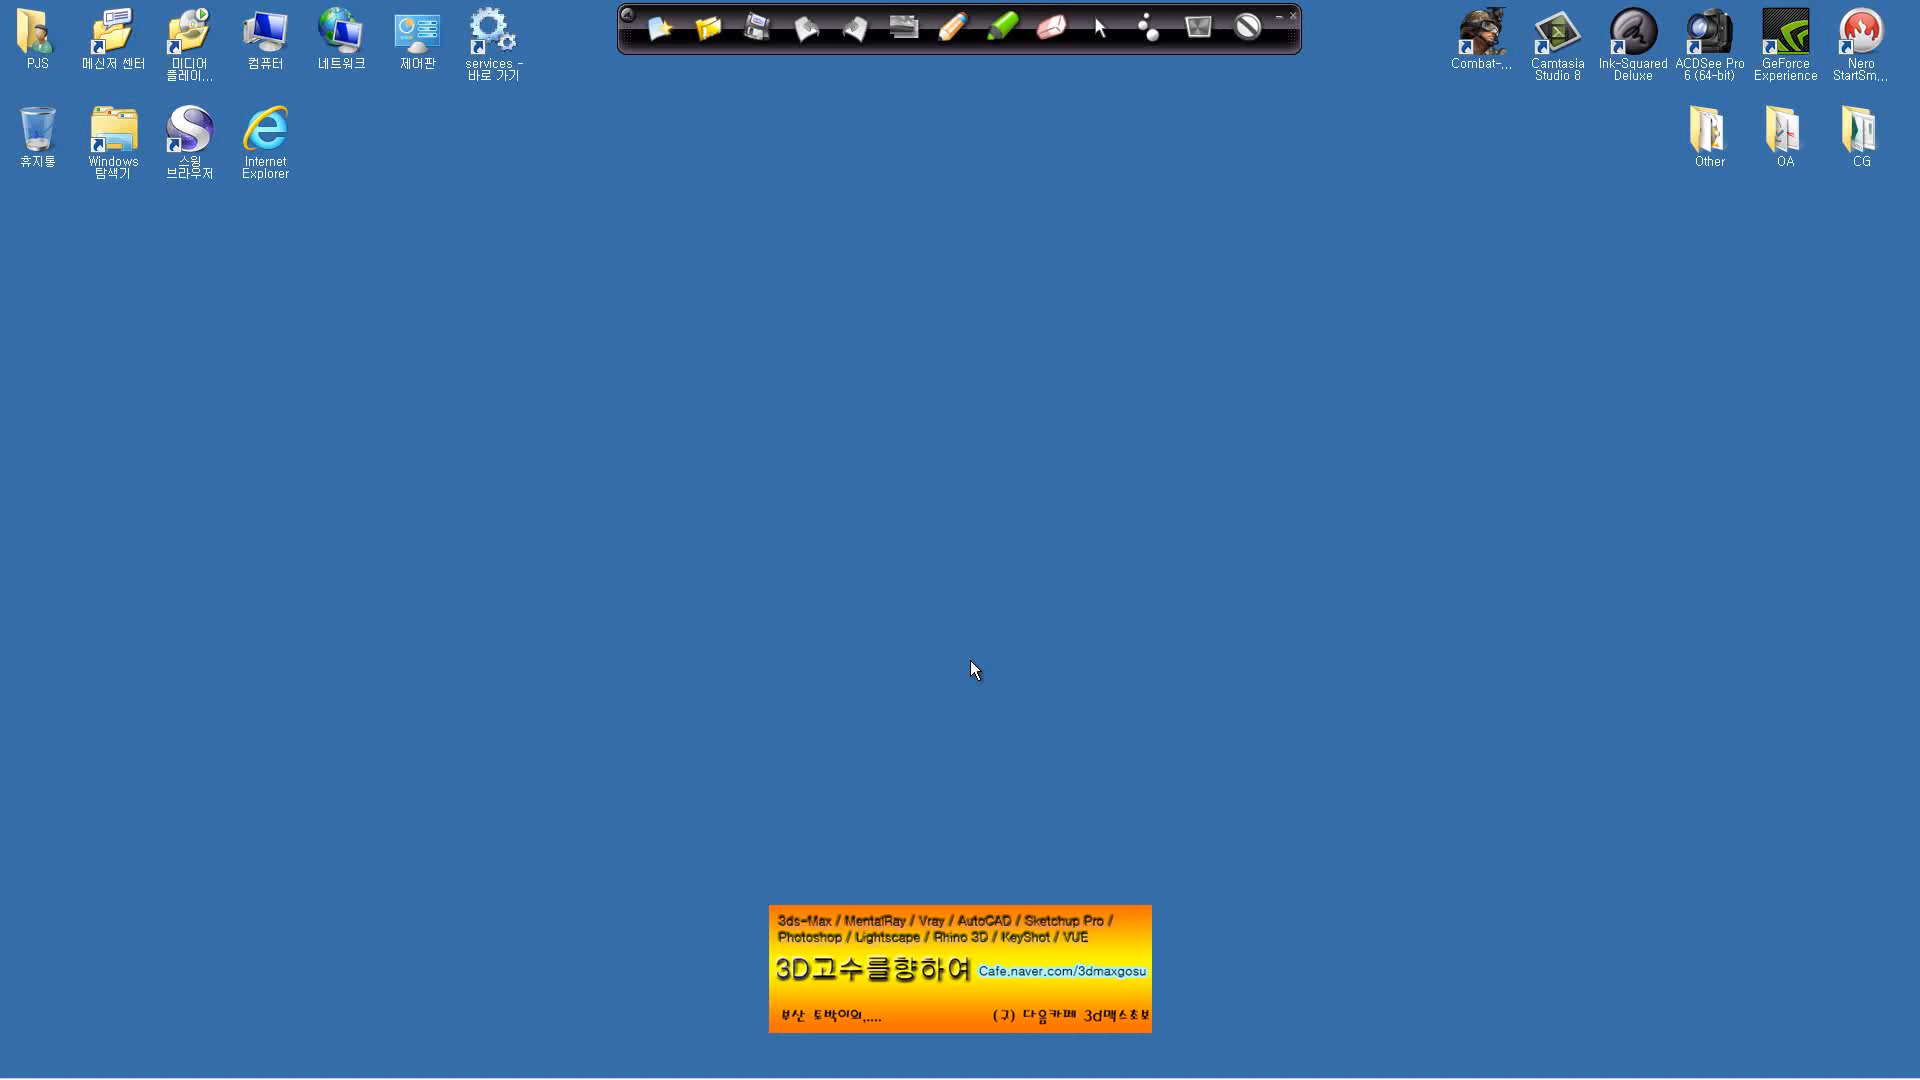 PJS
메신저 센터
미디어
플레이...
컴퓨터
네트워크
제어판
services -
바로 가기
Combat-...
Camtasia
Studio 8
Ink-Squared
Deluxe
ACDSee Pro
6 (64-bit)
GeForce
Experience
Nero
StartSm...
휴지통
Windows
탐색기
스윙
브라우저
Internet
Explorer
Other
OA
CG
3ds-Max / MentalRay / Vray / AutoCAD / Sketchup Pro /
Photoshop / Lightscape / Rhino 3D / KeyShot / VUE
3D고수를향하여 Cafe.naver.com/3dmaxgosu
부산 토박이의,.... (구) 다음카페 3d맥스초보